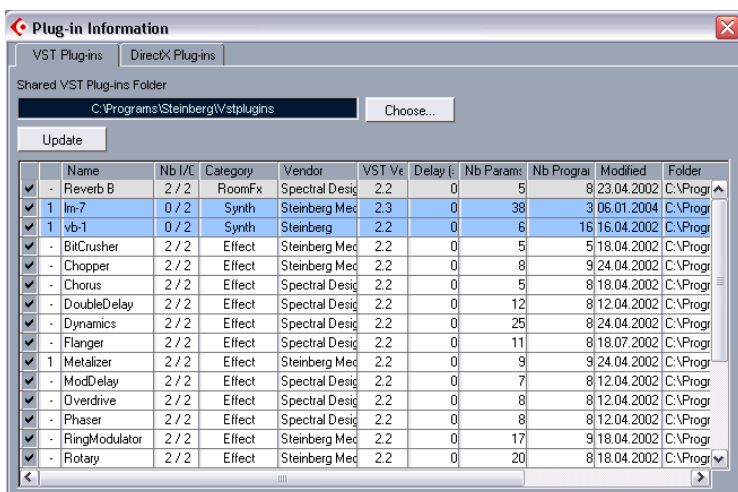 Plug-in Information
VST Plug-ins DirectX Plug-ins
Shared VST Plug-ins Folder
C:\Programs\Steinberg\Vstplugins Choose...
Update
Name Nb I/C Category Vendor VST Ve Delay (: Nb Params Nb Prograr Modified Folder
- Reverb B 2 / 2 RoomFx Spectral Desig 2.2 0 5 8 23.04.2002 C:\Progr
1 lm-7 0 / 2 Synth Steinberg Med 2.3 0 38 3 06.01.2004 C:\Progr
1 vb-1 0 / 2 Synth Steinberg 2.2 0 6 16 16.04.2002 C:\Progr
- BitCrusher 2 / 2 Effect Steinberg Med 2.2 0 5 5 18.04.2002 C:\Progr
- Chopper 2 / 2 Effect Steinberg Med 2.2 0 8 9 24.04.2002 C:\Progr
- Chorus 2 / 2 Effect Spectral Desig 2.2 0 5 8 18.04.2002 C:\Progr
- DoubleDelay 2 / 2 Effect Spectral Desig 2.2 0 12 8 12.04.2002 C:\Progr
- Dynamics 2 / 2 Effect Spectral Desig 2.2 0 25 8 24.04.2002 C:\Progr
- Flanger 2 / 2 Effect Spectral Desig 2.2 0 11 8 18.07.2002 C:\Progr
1 Metalizer 2 / 2 Effect Steinberg Med 2.2 0 9 9 24.04.2002 C:\Progr
- ModDelay 2 / 2 Effect Spectral Desig 2.2 0 7 8 12.04.2002 C:\Progr
- Overdrive 2 / 2 Effect Spectral Desig 2.2 0 8 8 12.04.2002 C:\Progr
- Phaser 2 / 2 Effect Spectral Desig 2.2 0 8 8 12.04.2002 C:\Progr
- RingModulator 2 / 2 Effect Steinberg Med 2.2 0 17 9 18.04.2002 C:\Progr
- Rotary 2 / 2 Effect Steinberg Med 2.2 0 20 8 18.04.2002 C:\Progr